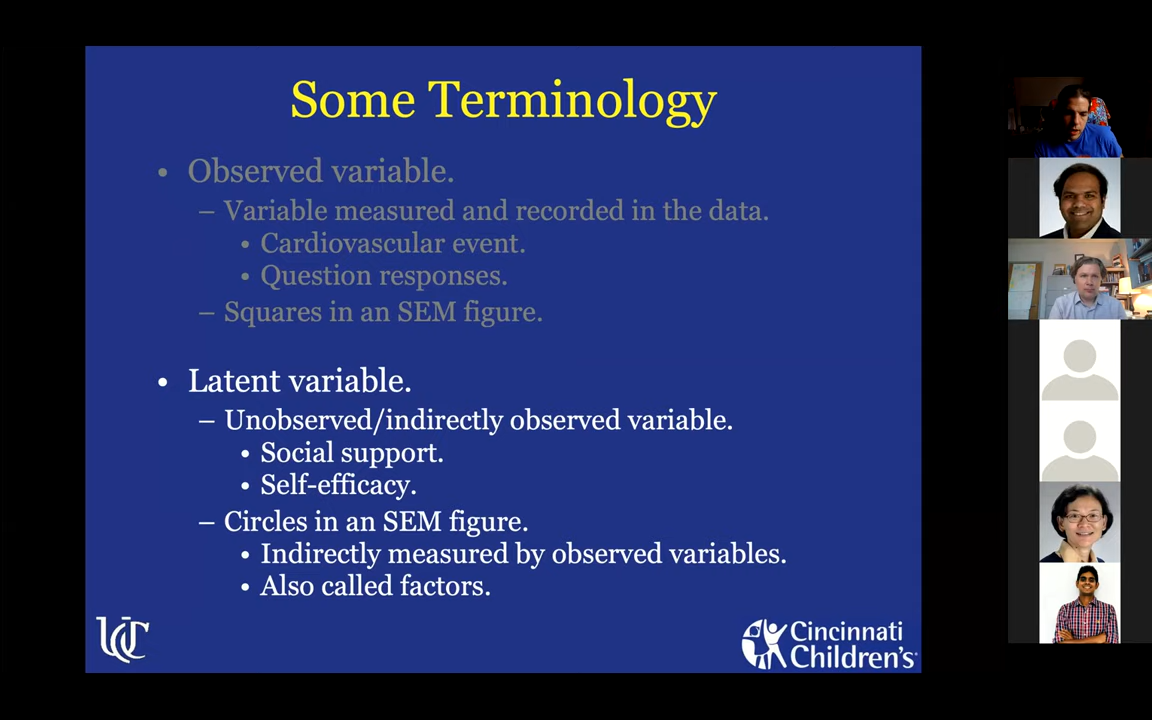 Some Terminology
• Observed variable.
– Variable measured and recorded in the data.
• Cardiovascular event.
• Question responses.
– Squares in an SEM figure.
• Latent variable.
– Unobserved/indirectly observed variable.
• Social support.
• Self-efficacy.
– Circles in an SEM figure.
• Indirectly measured by observed variables.
• Also called factors.
UC
Cincinnati
Children's